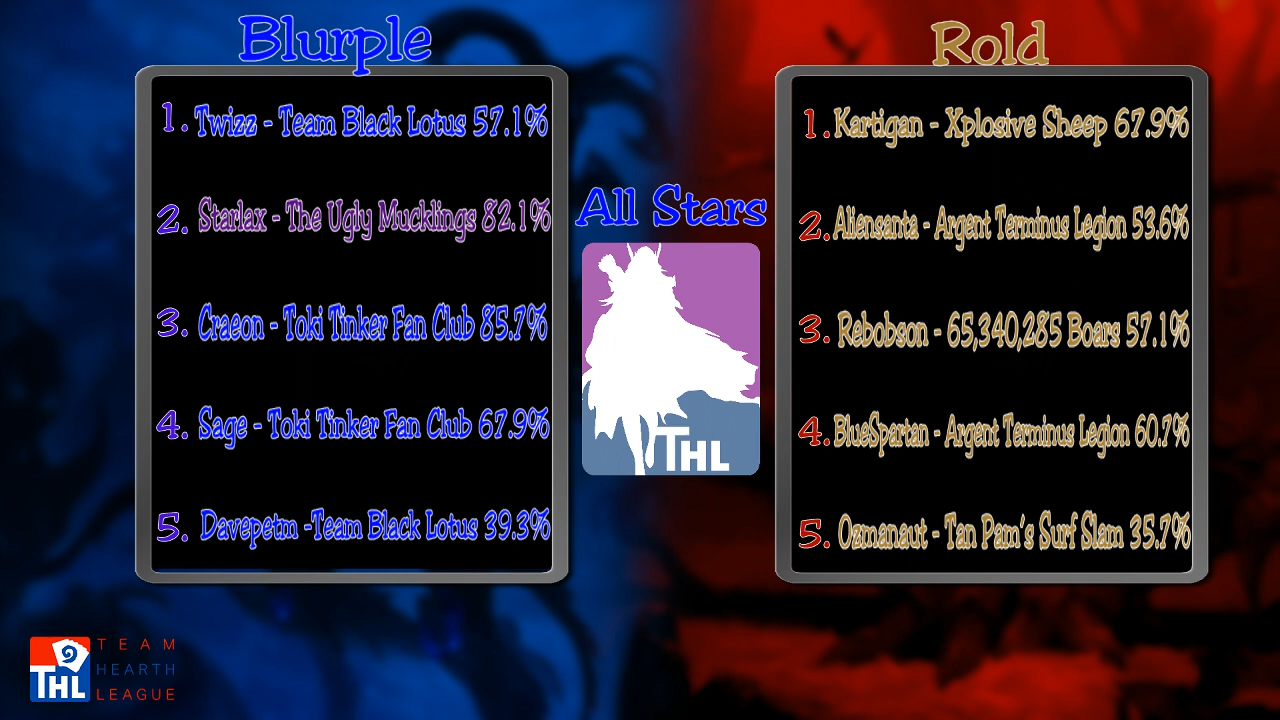 Blurple
1. Twizz - Team Black Lotus 57.1%
2. Starlax - The Ugly Mucklings 82.1%
3. Craeon - Toki Tinker Fan Club 85.7%
4. Sage - Toki Tinker Fan Club 67.9%
5. Davepetm -Team Black Lotus 39.3%
All Stars
THL
Rold
1. Kartigan - Xplosive Sheep 67.9%
2. Aliensanta - Argent Terminus Legion 53.6%
3. Rebobson - 65,340,285 Boars 57.1%
4. BlueSpartan - Argent Terminus Legion 60.7%
5. Ozmanaut - Tan Pam's Surf Slam 35.7%
THL
TEAM
HEARTH
LEAGUE